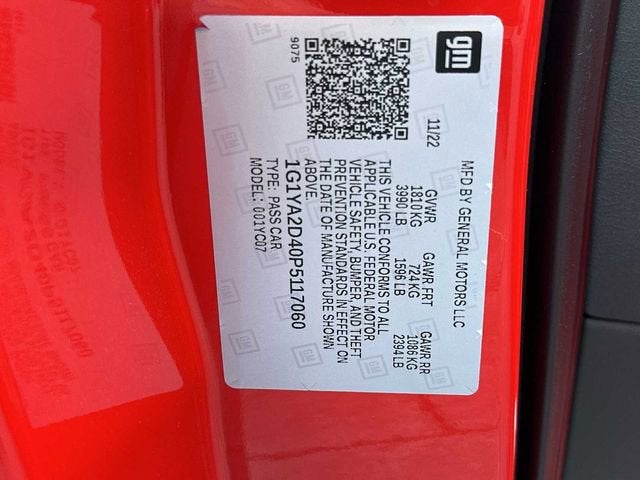 gm
MFD BY GENERAL MOTORS LLC
11/22
GVWR GAWR FRT GAWR RR
1810 KG 724 KG 1086 KG
3990 LB 1596 LB 2394 LB
THIS VEHICLE CONFORMS TO ALL
APPLICABLE U.S. FEDERAL MOTOR
VEHICLE SAFETY, BUMPER, AND THEFT
PREVENTION STANDARDS IN EFFECT ON
THE DATE OF MANUFACTURE SHOWN
ABOVE.
9075
1G1YA2D40P5117060
TYPE: PASS CAR
MODEL: 001YC07